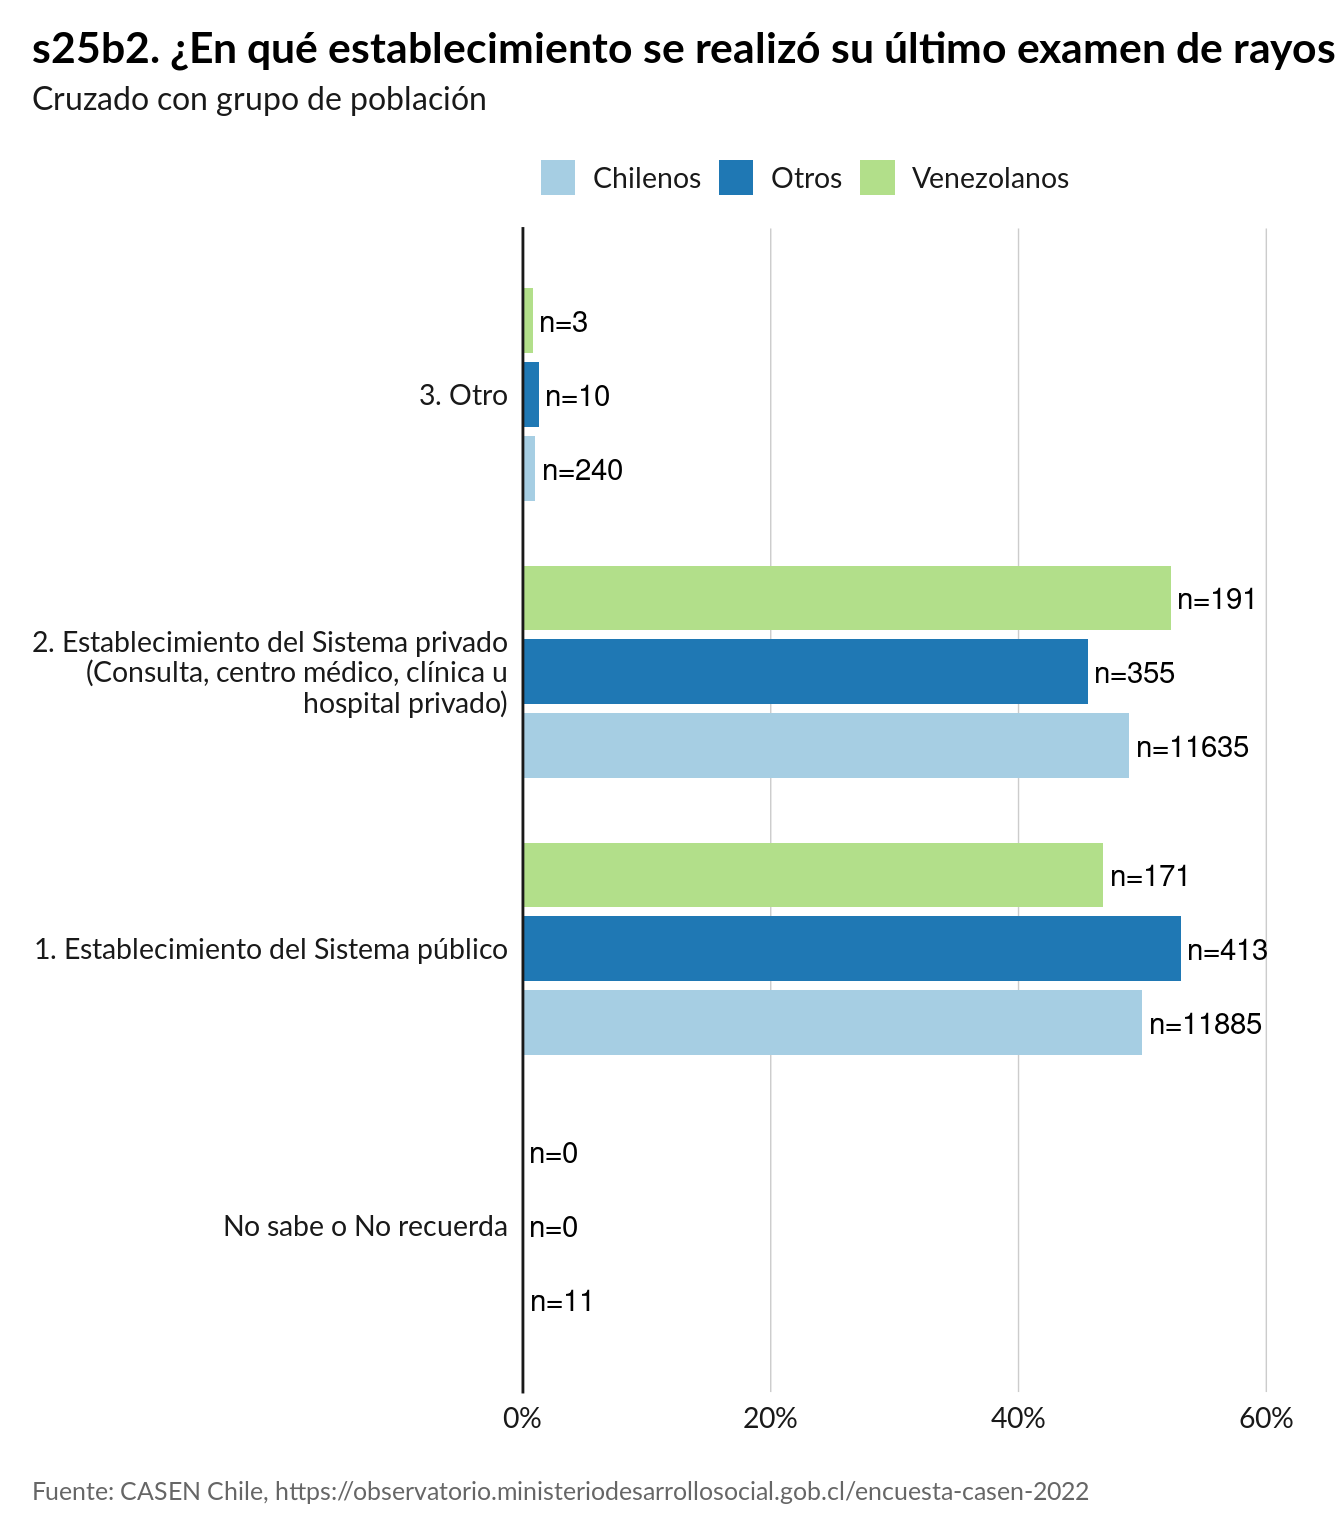 s25b2. ¿En qué establecimiento se realizó su último examen de rayos
Cruzado con grupo de población
Chilenos
Otros
Venezolanos
n=3
3. Otro
n=10
n=240
n=191
2. Establecimiento del Sistema privado
(Consulta, centro médico, clínica u
hospital privado)
n=355
n=11635
n=171
1. Establecimiento del Sistema público
n=413
n=11885
n=0
No sabe o No recuerda
n=0
n=11
0%
20%
40%
60%
Fuente: CASEN Chile, https://observatorio.ministeriodesarrollosocial.gob.cl/encuesta-casen-2022